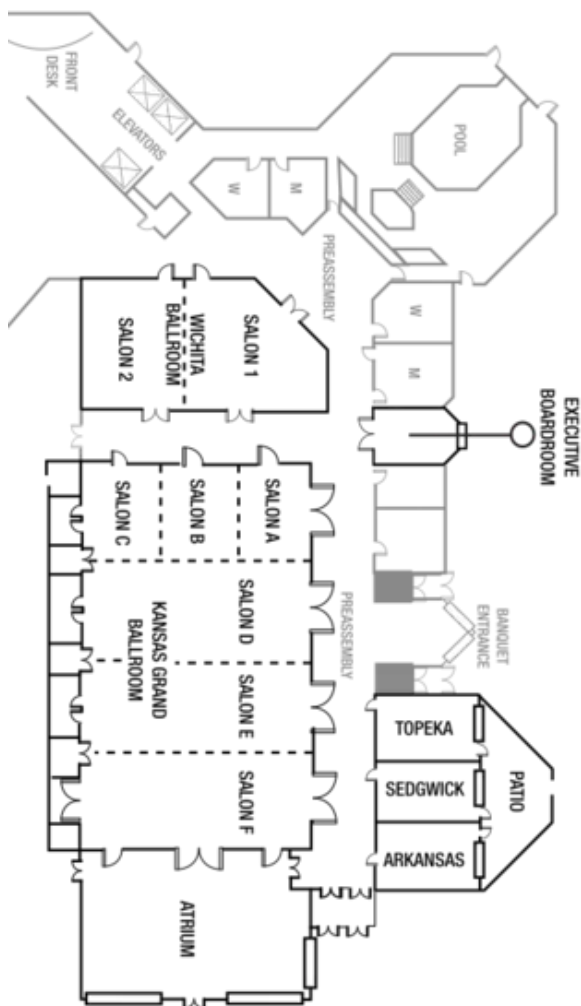 FRONT
DESK
ELEVATORS
POOL
W
M
PREASSEMBLY
W
M
SALON 1
WICHITA
BALLROOM
SALON 2
EXECUTIVE
BOARDROOM
SALON A
SALON B
SALON C
SALON D
PREASSEMBLY
BANQUET
ENTRANCE
KANSAS GRAND
BALLROOM
SALON E
SALON F
TOPEKA
SEDGWICK
ARKANSAS
PATIO
ATRIUM